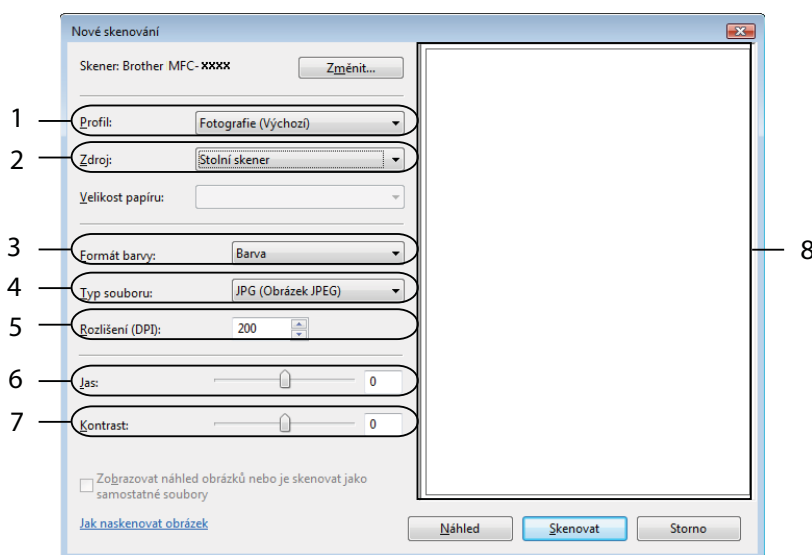 Nové skenování
Skener: Brother MFC-xxxx
Změnit...
1
Profil:
Fotografie (Výchozí)
2
Zdroj:
Stolní skener
Velikost papíru:
3
Formát barvy:
Barva
4
Typ souboru:
JPG (Obrázek JPEG)
5
Rozlišení (DPI):
200
6
Jas:
0
7
Kontrast:
0
8
Zobrazovat náhled obrázků nebo je skenovat jako
samostatné soubory
Jak naskenovat obrázek
Náhled
Skenovat
Storno